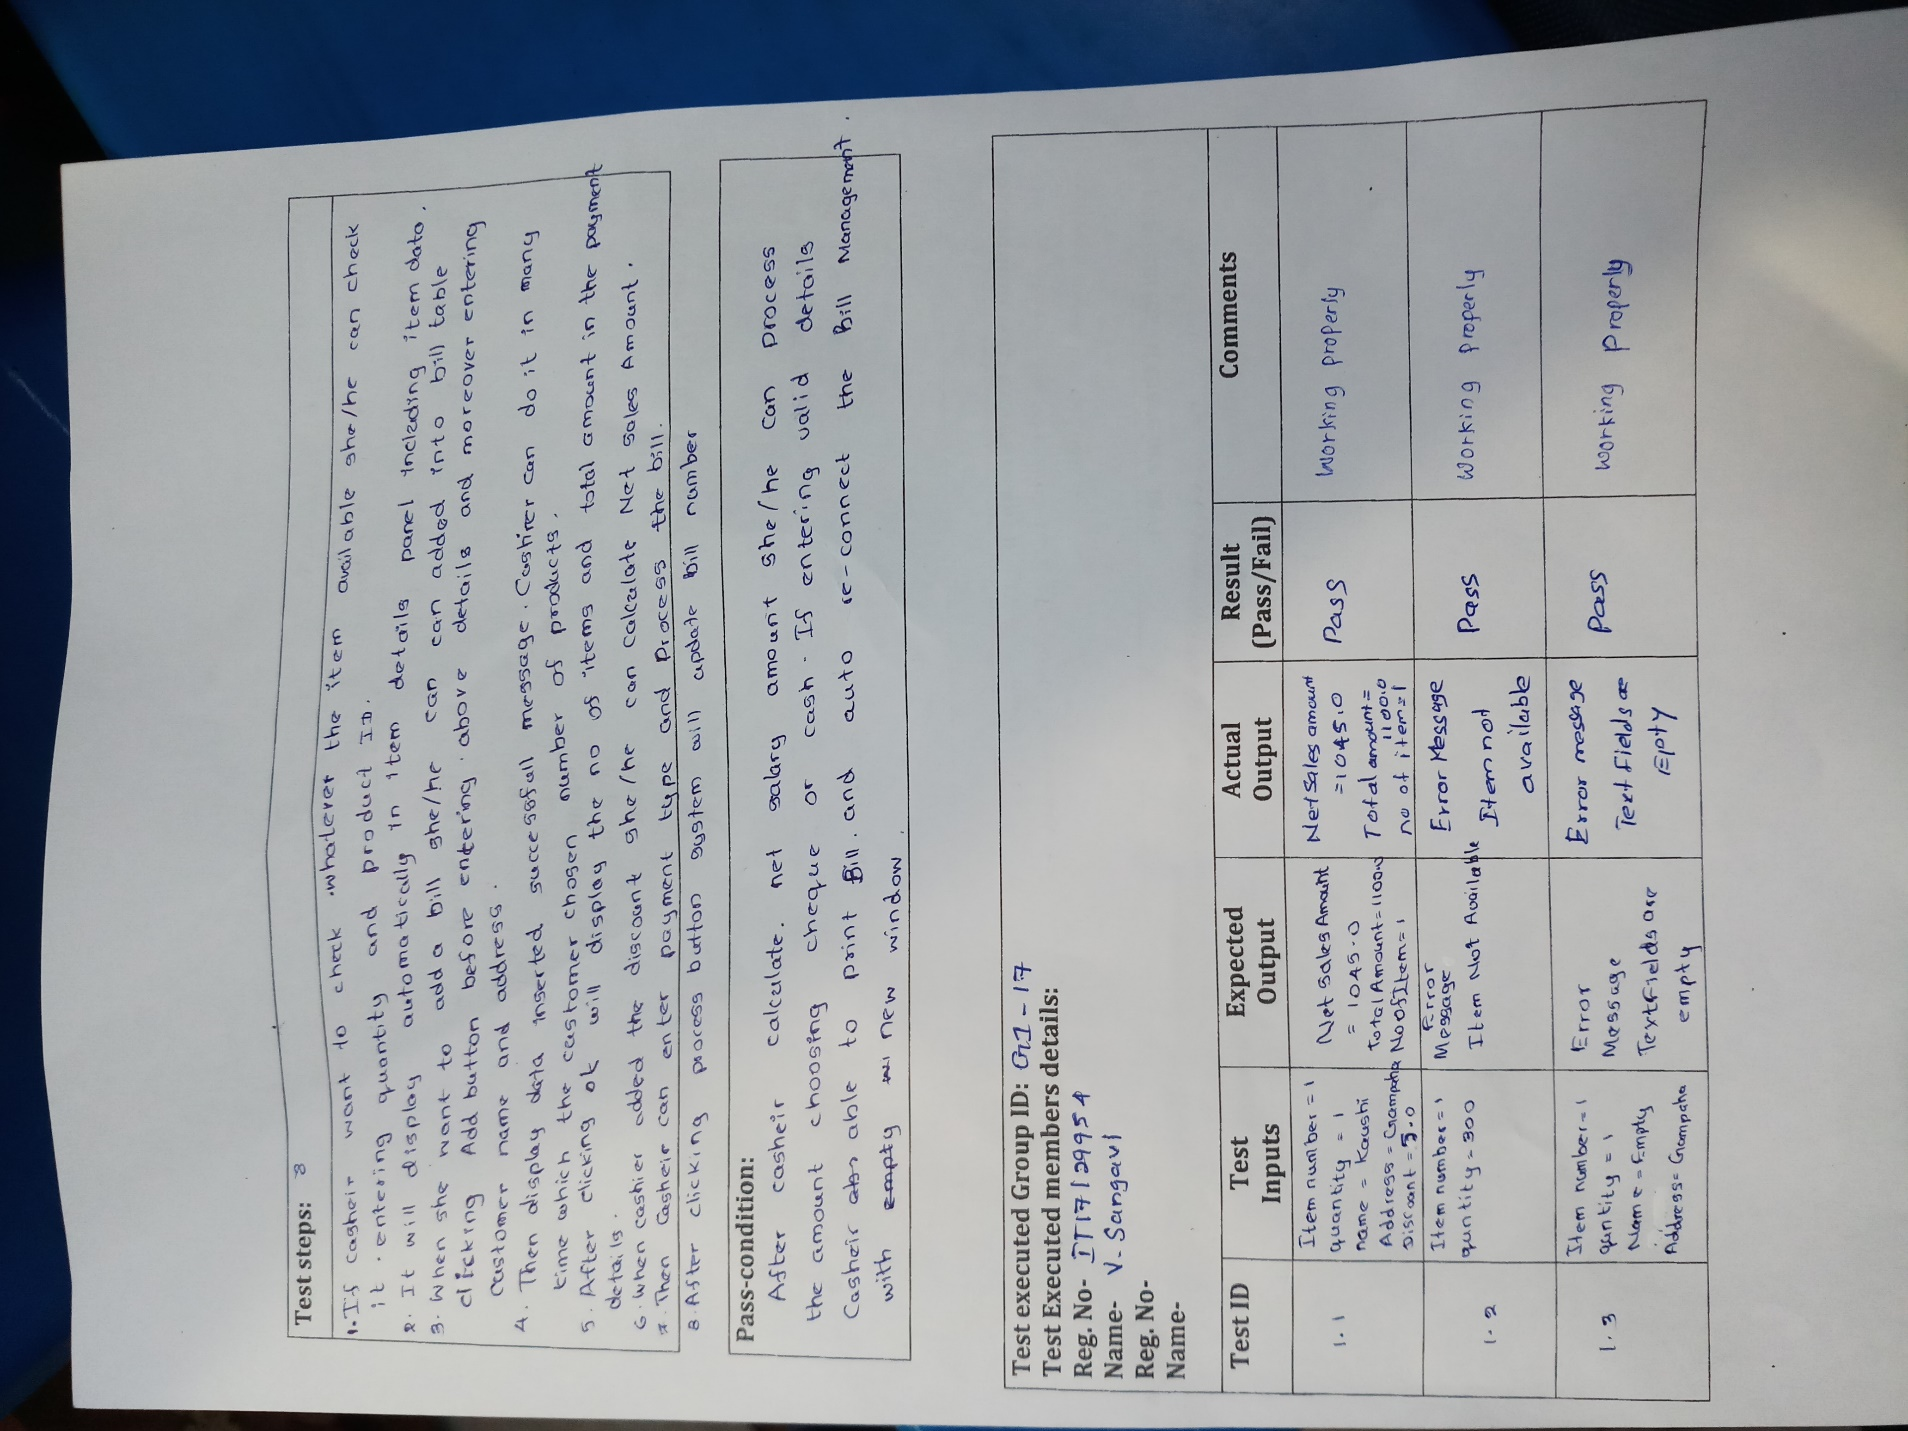 Test steps: 8
1. If casheir want to check whaterer the item available she/he can check
it entering quantity and product ID.
2. It will display automatically in item details panel inclzding item data.
3. When she want to add a bill she/he can can added into bill table
clicking Add button before entering above details and moreover entering
customer name and address.
4. Then display data inserted successfull message. Cashirer can do it in many
time which the customer chosen number of products.
5. After clicking ok will display the no of items and total amount in the payment
details.
6. when cashier added the discount she/he can calculate Net sales Amount.
7. Then Casheir can enter payment type and Process the bill.
8. After clicking process button system will update bill number
Pass-condition:
After casheir calculate. net salary amount she/he can process
the amount choosing cheque or cash. If entering valid details
Casheir able to print Bill. and auto re-connect the Bill Management.
with empty new window
Test executed Group ID: G1-17
Test Executed members details:
Reg. No- IT17129954
Name- V. Sangavi
Reg. No-
Name-
Test ID Test Inputs Expected Output Actual Output Result (Pass/Fail) Comments
1.1
Item number = 1
quantity = 1
name = Kaushi
Address = Gampaha
Discoant = 5.0
Net Sales Amount
= 1045.0
total Amount = 1100.0
No Of Item = 1
Net Sales amount
= 1045.0
Total amount =
1100.0
no of item = 1
Pass
Working properly
1.2
Item number = 1
quntity = 300
Error
Message
Item Not Available
Error Message
Item not
available
Pass
Working properly
1.3
Item number = 1
quntity = 1
Name = Empty
Address = Gampaha
Error
Message
TextFields are
empty
Error message
Text Fields are
Epty
Pass
working properly